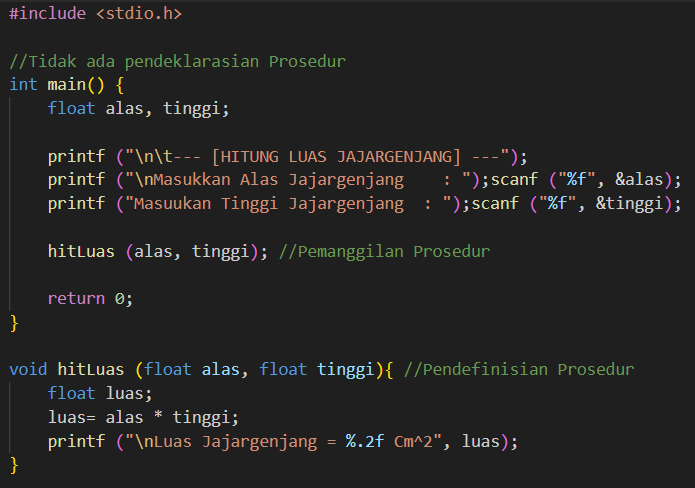 #include <stdio.h>
//Tidak ada pendeklarasian Prosedur
int main() {
float alas, tinggi;
printf ("\n\t--- [HITUNG LUAS JAJARGENJANG] ---");
printf ("\nMasukkan Alas Jajargenjang    : ");scanf ("%f", &alas);
printf ("Masuukan Tinggi Jajargenjang  : ");scanf ("%f", &tinggi);
hitLuas (alas, tinggi); //Pemanggilan Prosedur
return 0;
}
void hitLuas (float alas, float tinggi){ //Pendefinisian Prosedur
float luas;
luas= alas * tinggi;
printf ("\nLuas Jajargenjang = %.2f Cm^2", luas);
}